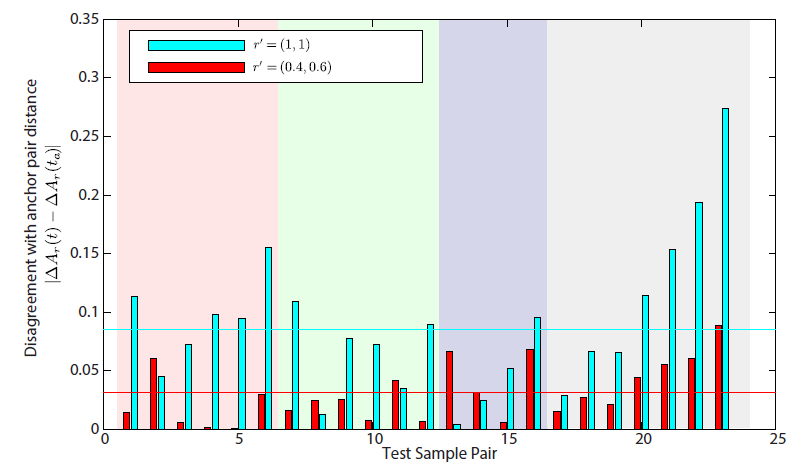 0.35
0.3
0.25
0.2
0.15
0.1
0.05
0
r′ = (1, 1)
r′ = (0.4, 0.6)
Disagreement with anchor pair distance
|ΔA_r(t) − ΔA_r(t_a)|
0 5 10 15 20 25
Test Sample Pair